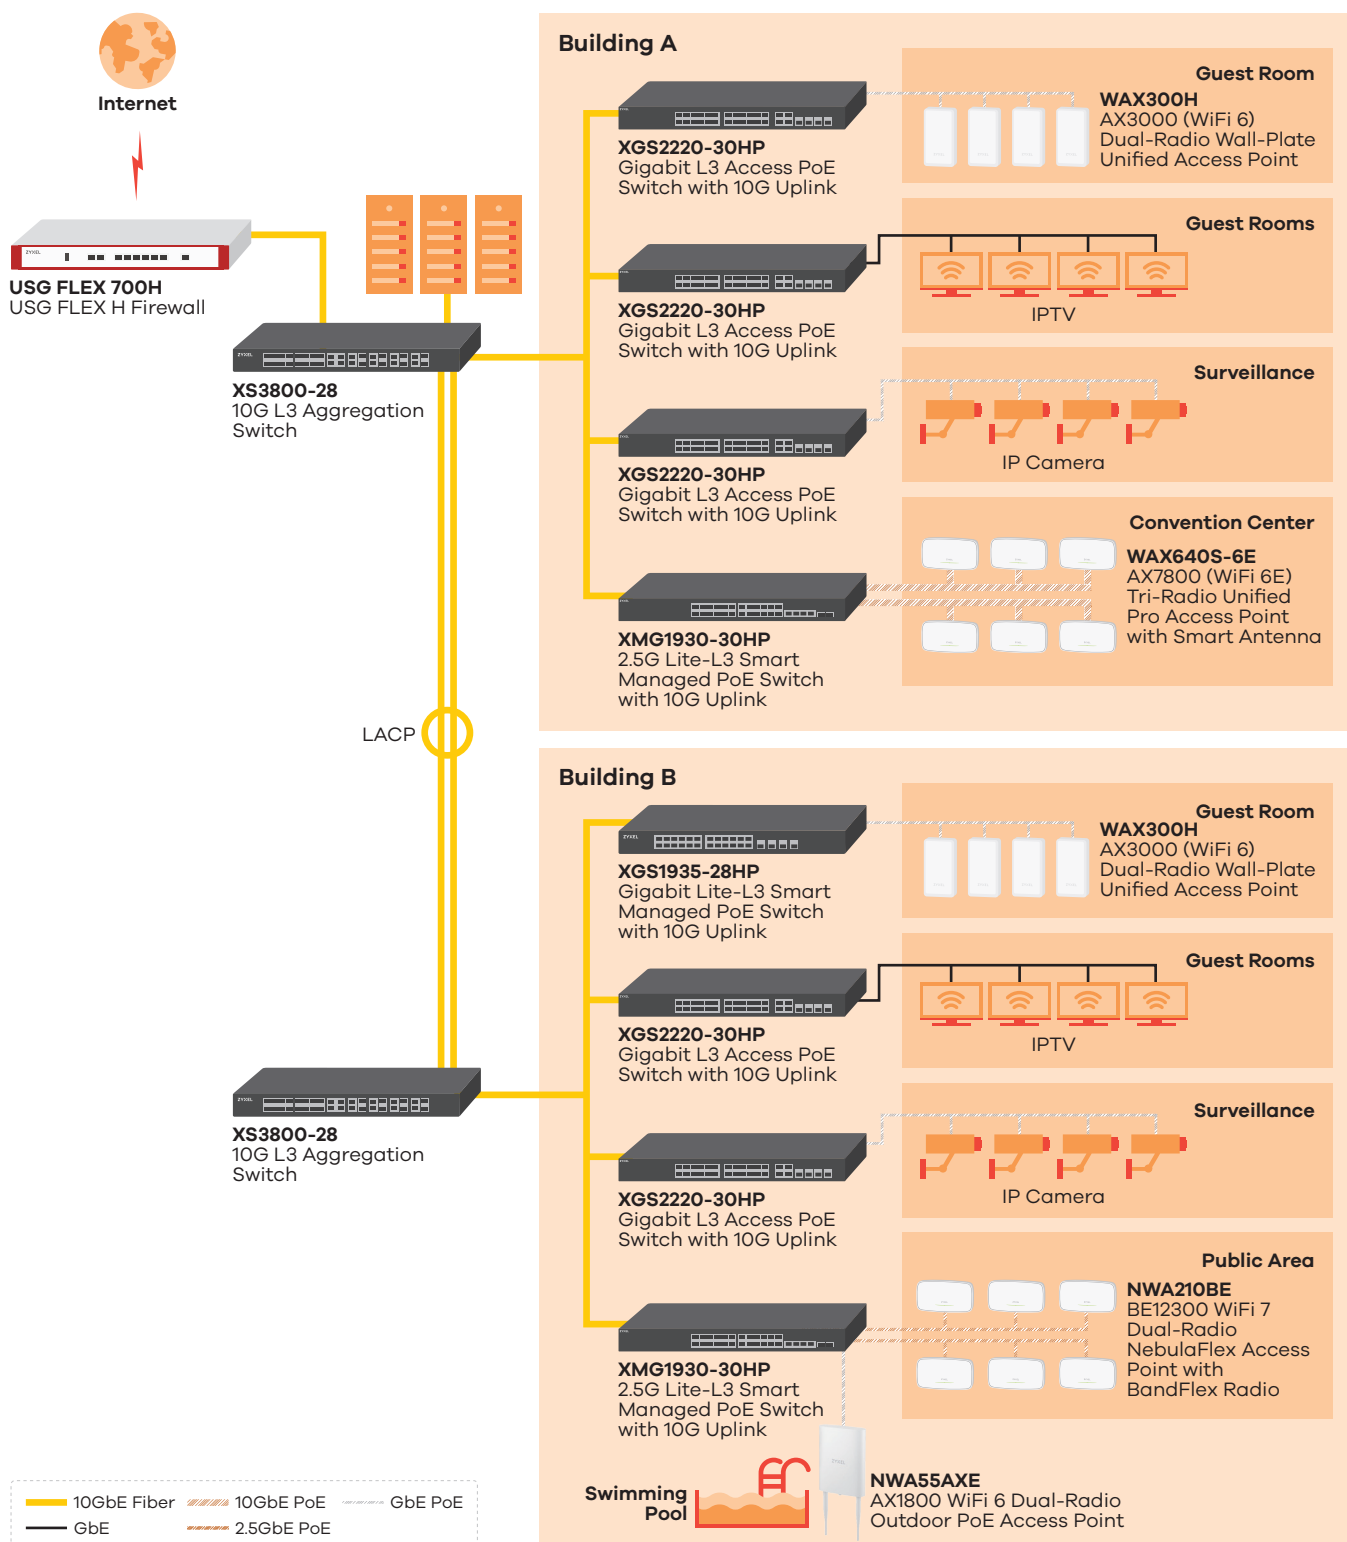 Internet
ZYXEL
USG FLEX 700H
USG FLEX H Firewall
ZYXEL
XS3800-28
10G L3 Aggregation
Switch
LACP
ZYXEL
XS3800-28
10G L3 Aggregation
Switch
Building A
XGS2220-30HP
Gigabit L3 Access PoE
Switch with 10G Uplink
Guest Room
WAX300H
AX3000 (WiFi 6)
Dual-Radio Wall-Plate
Unified Access Point
XGS2220-30HP
Gigabit L3 Access PoE
Switch with 10G Uplink
Guest Rooms
IPTV
XGS2220-30HP
Gigabit L3 Access PoE
Switch with 10G Uplink
Surveillance
IP Camera
XMG1930-30HP
2.5G Lite-L3 Smart
Managed PoE Switch
with 10G Uplink
Convention Center
WAX640S-6E
AX7800 (WiFi 6E)
Tri-Radio Unified
Pro Access Point
with Smart Antenna
Building B
ZYXEL
XGS1935-28HP
Gigabit Lite-L3 Smart
Managed PoE Switch
with 10G Uplink
Guest Room
WAX300H
AX3000 (WiFi 6)
Dual-Radio Wall-Plate
Unified Access Point
XGS2220-30HP
Gigabit L3 Access PoE
Switch with 10G Uplink
Guest Rooms
IPTV
XGS2220-30HP
Gigabit L3 Access PoE
Switch with 10G Uplink
Surveillance
IP Camera
XMG1930-30HP
2.5G Lite-L3 Smart
Managed PoE Switch
with 10G Uplink
Public Area
NWA210BE
BE12300 WiFi 7
Dual-Radio
NebulaFlex Access
Point with
BandFlex Radio
Swimming
Pool
ZYXEL
NWA55AXE
AX1800 WiFi 6 Dual-Radio
Outdoor PoE Access Point
10GbE Fiber
10GbE PoE
GbE PoE
GbE
2.5GbE PoE